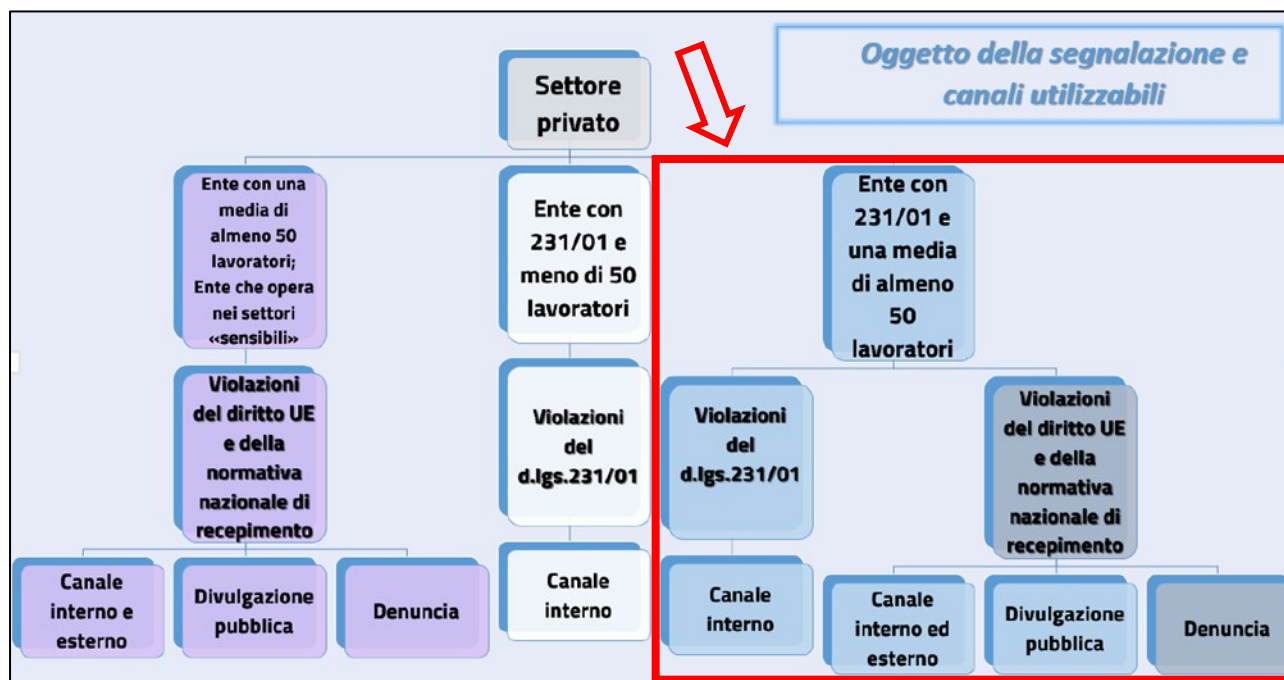 Oggetto della segnalazione e
canali utilizzabili
Settore
privato
Ente con una
media di
almeno 50
lavoratori;
Ente che opera
nei settori
«sensibili»
Ente con
231/01 e
meno di 50
lavoratori
Ente con
231/01 e
una media
di almeno
50
lavoratori
Violazioni
del diritto UE
e della
normativa
nazionale di
recepimento
Violazioni
del
d.lgs.231/01
Violazioni
del
d.lgs.231/01
Violazioni
del diritto UE
e della
normativa
nazionale di
recepimento
Canale
interno e
esterno
Divulgazione
pubblica
Denuncia
Canale
interno
Canale
interno
Canale
interno ed
esterno
Divulgazione
pubblica
Denuncia